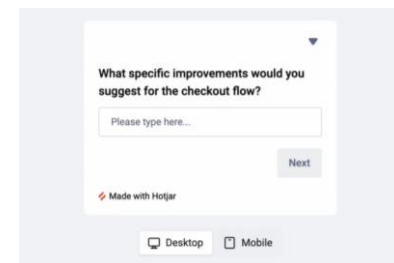 What specific improvements would you
suggest for the checkout flow?
Please type here...
Next
Made with Hotjar
Desktop
Mobile